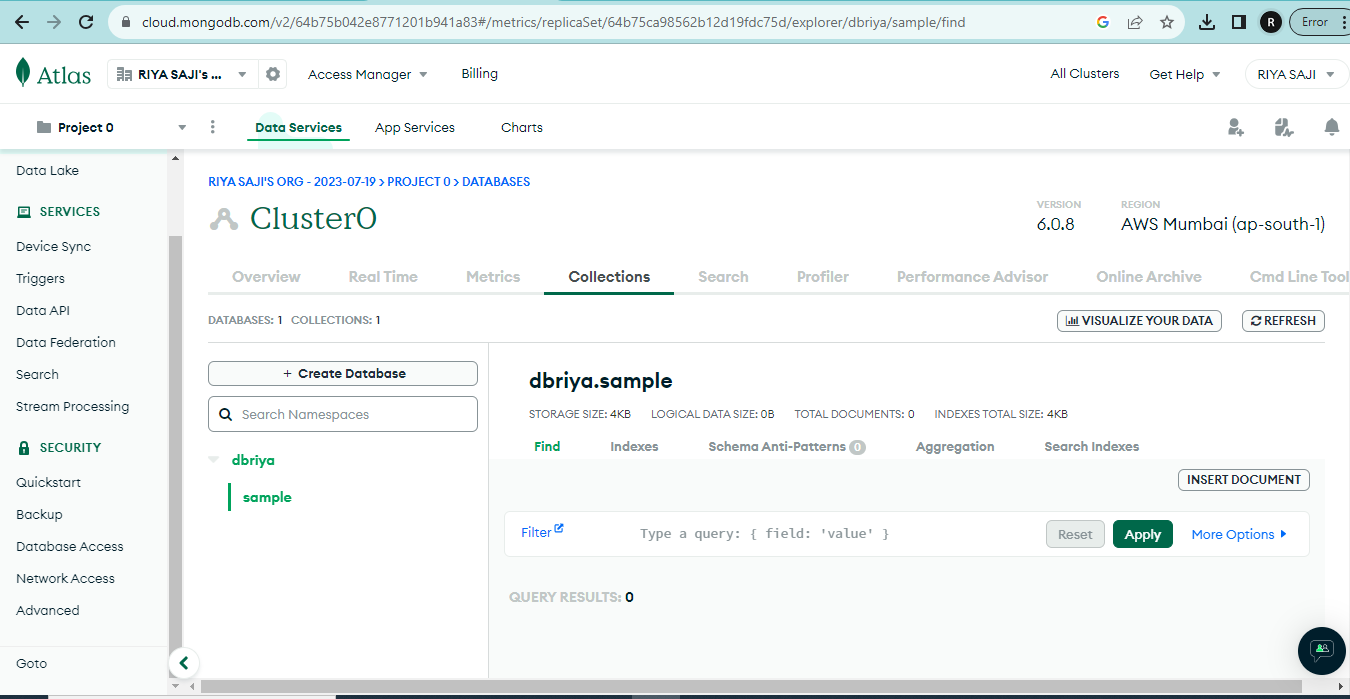 cloud.mongodb.com/v2/64b75b042e8771201b941a83#/metrics/replicaSet/64b75ca98562b12d19fdc75d/explorer/dbriya/sample/find
G
R
Error
Atlas
RIYA SAJI's ...
Access Manager
Billing
All Clusters
Get Help
RIYA SAJI
Project 0
Data Services
App Services
Charts
Data Lake
SERVICES
Device Sync
Triggers
Data API
Data Federation
Search
Stream Processing
SECURITY
Quickstart
Backup
Database Access
Network Access
Advanced
Goto
RIYA SAJI'S ORG - 2023-07-19 > PROJECT 0 > DATABASES
Cluster0
VERSION
6.0.8
REGION
AWS Mumbai (ap-south-1)
Overview
Real Time
Metrics
Collections
Search
Profiler
Performance Advisor
Online Archive
Cmd Line Tool
DATABASES: 1 COLLECTIONS: 1
VISUALIZE YOUR DATA
REFRESH
+ Create Database
Search Namespaces
dbriya
sample
dbriya.sample
STORAGE SIZE: 4KB LOGICAL DATA SIZE: 0B TOTAL DOCUMENTS: 0 INDEXES TOTAL SIZE: 4KB
Find
Indexes
Schema Anti-Patterns 0
Aggregation
Search Indexes
INSERT DOCUMENT
Filter
Type a query: { field: 'value' }
Reset
Apply
More Options
QUERY RESULTS: 0